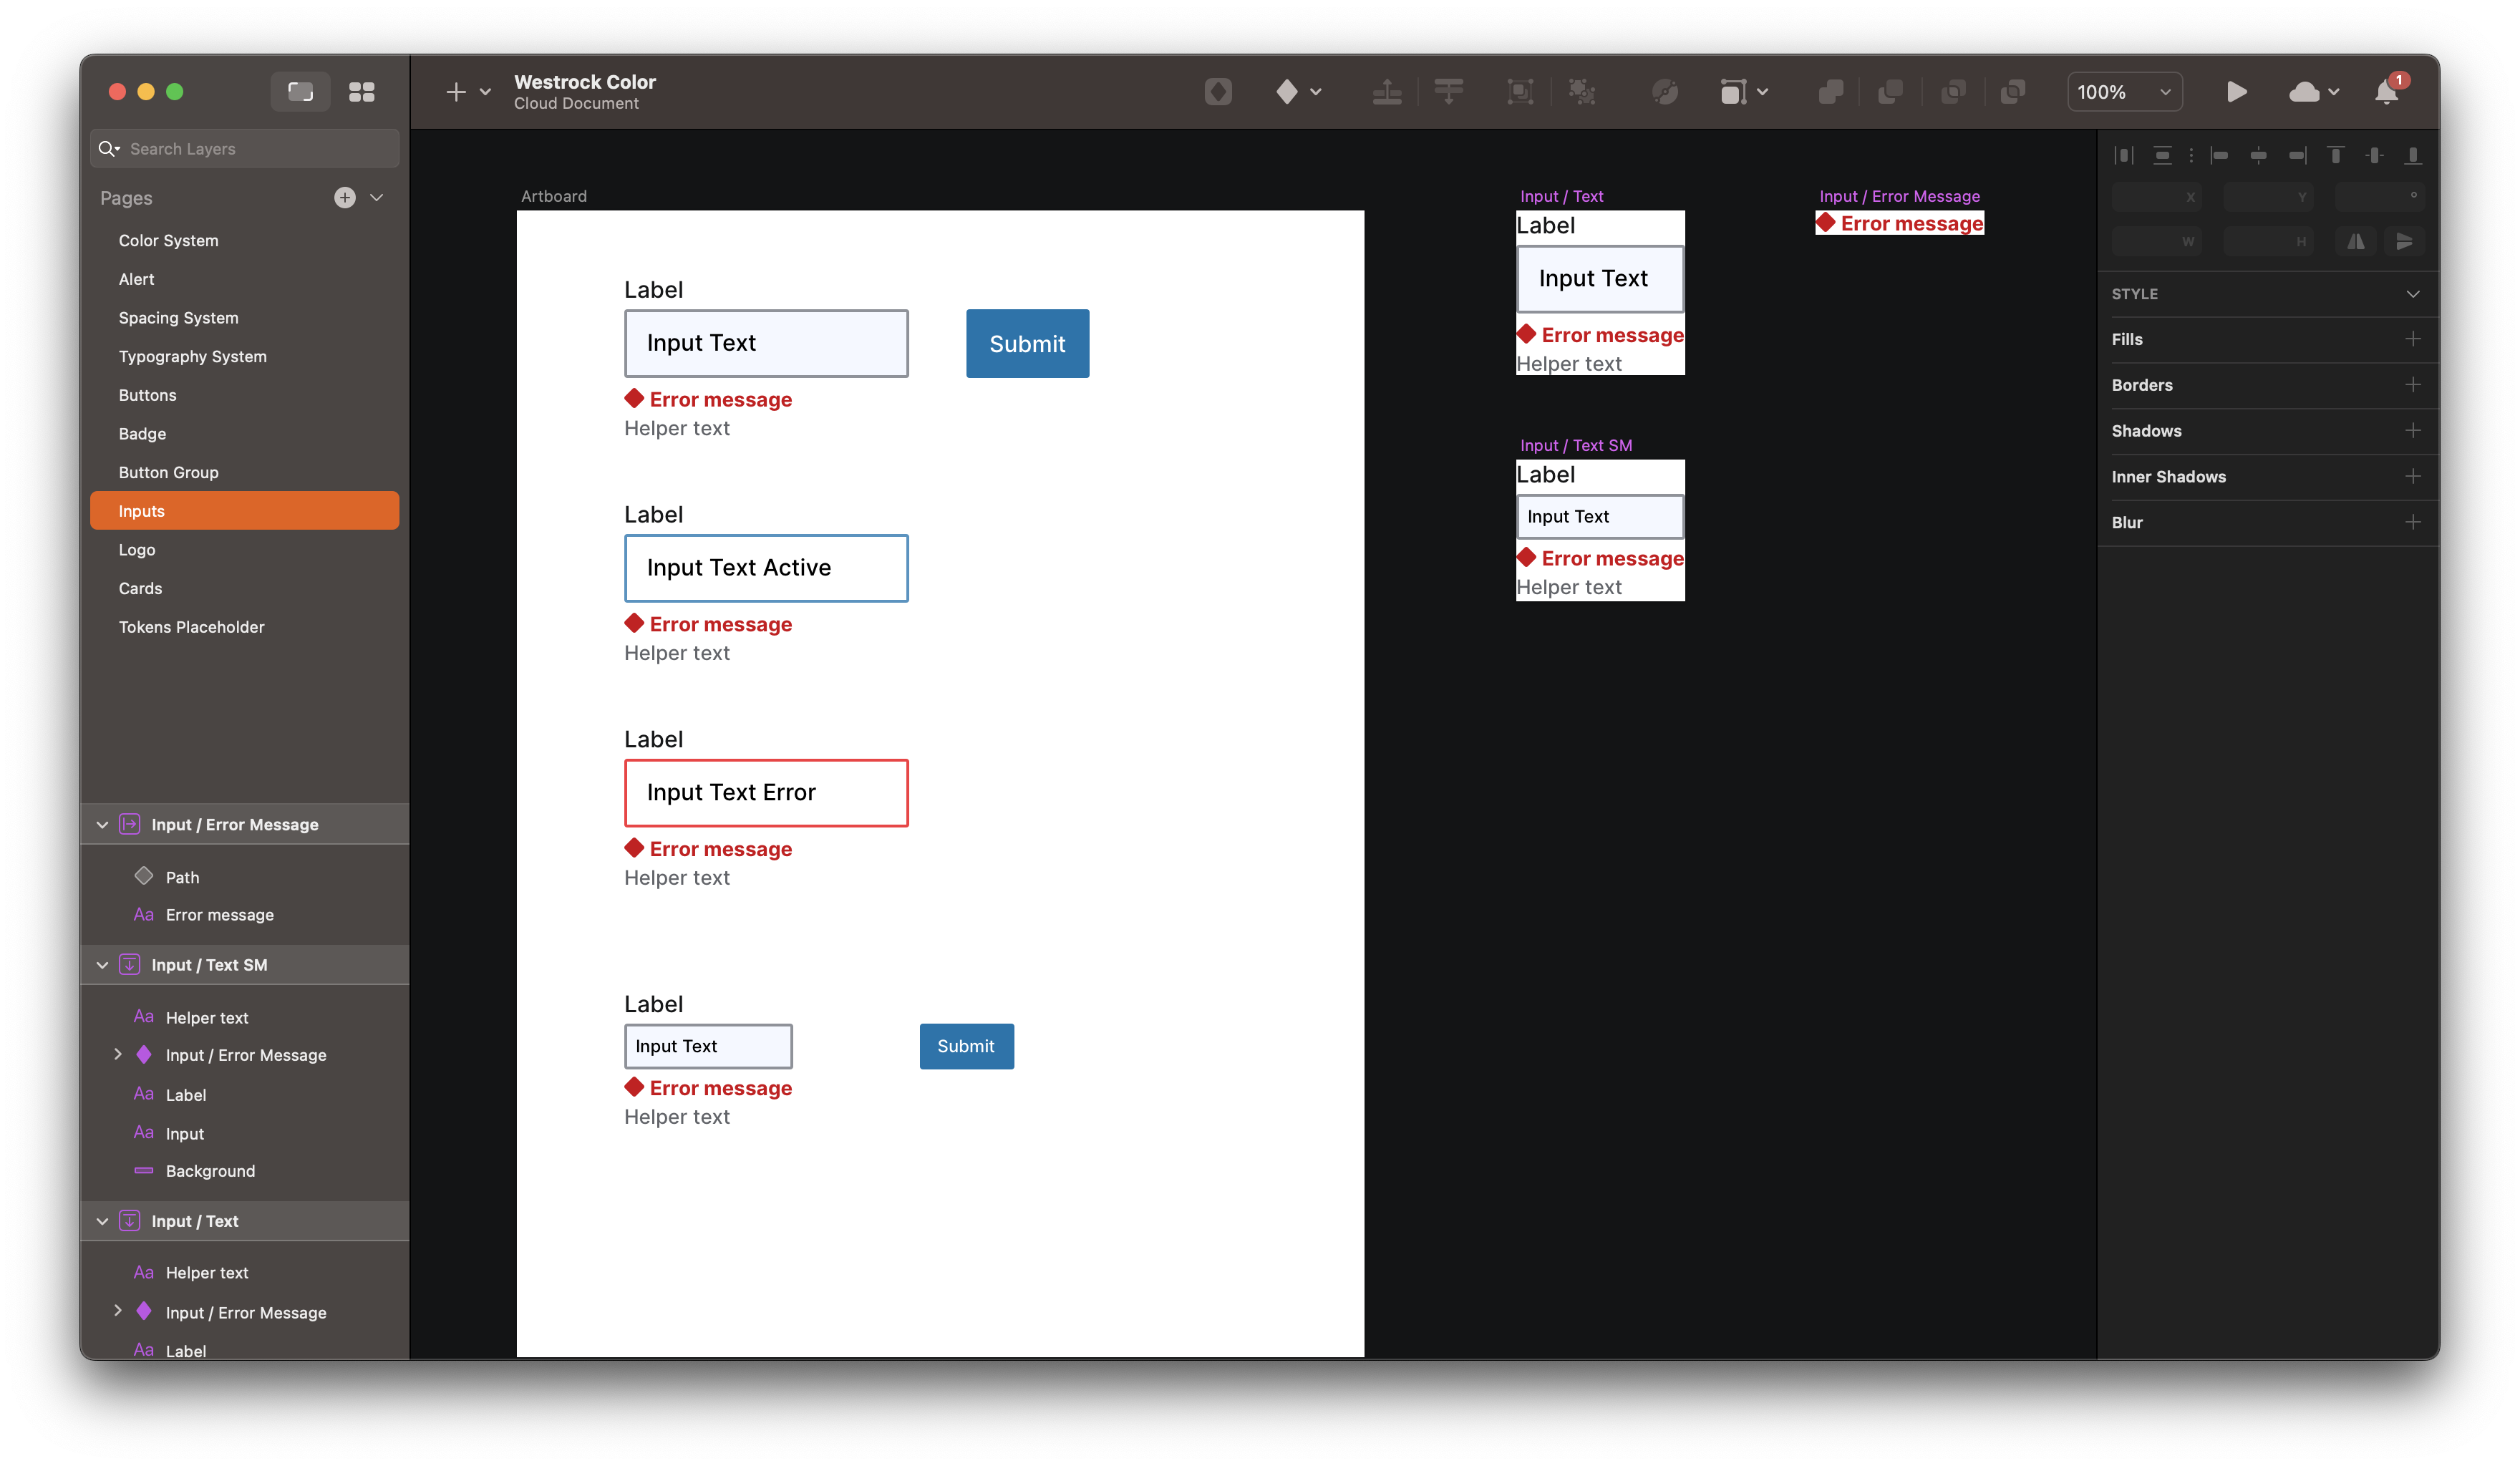 Westrock Color
Cloud Document
100%
1
Search Layers
Pages
Color System
Alert
Spacing System
Typography System
Buttons
Badge
Button Group
Inputs
Logo
Cards
Tokens Placeholder
Input / Error Message
Path
Aa Error message
Input / Text SM
Aa Helper text
Input / Error Message
Aa Label
Aa Input
Background
Input / Text
Aa Helper text
Input / Error Message
Aa Label
Artboard
Label
Input Text
Submit
Error message
Helper text
Label
Input Text Active
Error message
Helper text
Label
Input Text Error
Error message
Helper text
Label
Input Text
Submit
Error message
Helper text
Input / Text
Label
Input Text
Error message
Helper text
Input / Error Message
Error message
Input / Text SM
Label
Input Text
Error message
Helper text
X
Y
°
W
H
STYLE
Fills
Borders
Shadows
Inner Shadows
Blur